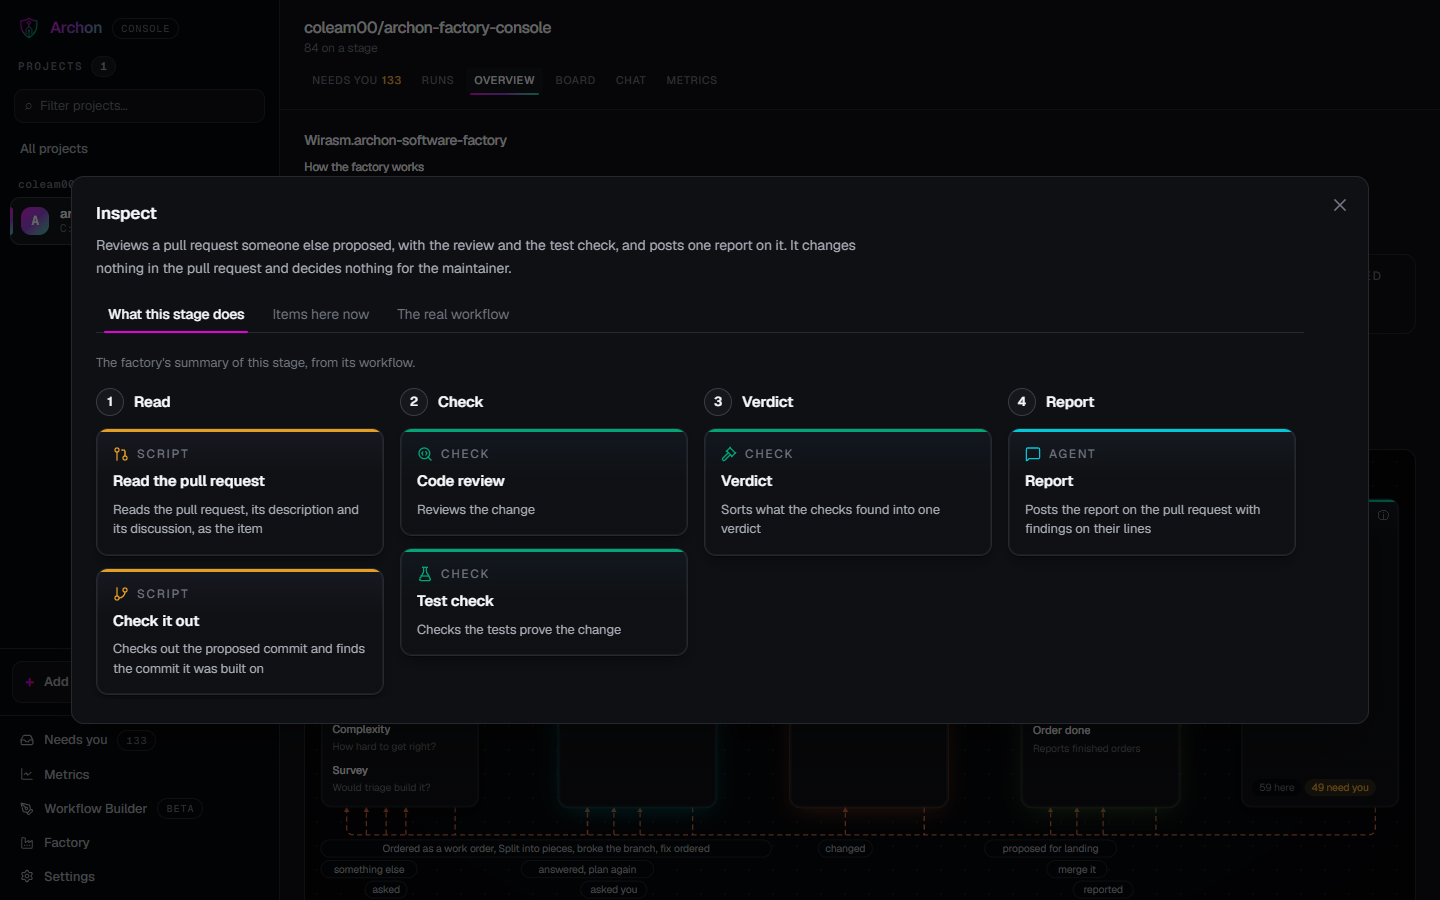 Archon
CONSOLE
PROJECTS 1
Filter projects...
All projects
coleam00
A
coleam00/archon-factory-console
84 on a stage
NEEDS YOU 133
RUNS
OVERVIEW
BOARD
CHAT
METRICS
Wirasm.archon-software-factory
How the factory works
Inspect
Reviews a pull request someone else proposed, with the review and the test check, and posts one report on it. It changes
nothing in the pull request and decides nothing for the maintainer.
What this stage does
Items here now
The real workflow
The factory's summary of this stage, from its workflow.
1 Read
SCRIPT
Read the pull request
Reads the pull request, its description and
its discussion, as the item
SCRIPT
Check it out
Checks out the proposed commit and finds
the commit it was built on
2 Check
CHECK
Code review
Reviews the change
CHECK
Test check
Checks the tests prove the change
3 Verdict
CHECK
Verdict
Sorts what the checks found into one
verdict
4 Report
AGENT
Report
Posts the report on the pull request with
findings on their lines
+ Add
Needs you 133
Metrics
Workflow Builder BETA
Factory
Settings
Complexity
How hard to get right?
Survey
Would triage build it?
Order done
Reports finished orders
59 here
49 need you
Ordered as a work order, Split into pieces, broke the branch, fix ordered
changed
proposed for landing
something else
answered, plan again
merge it
asked
asked you
reported